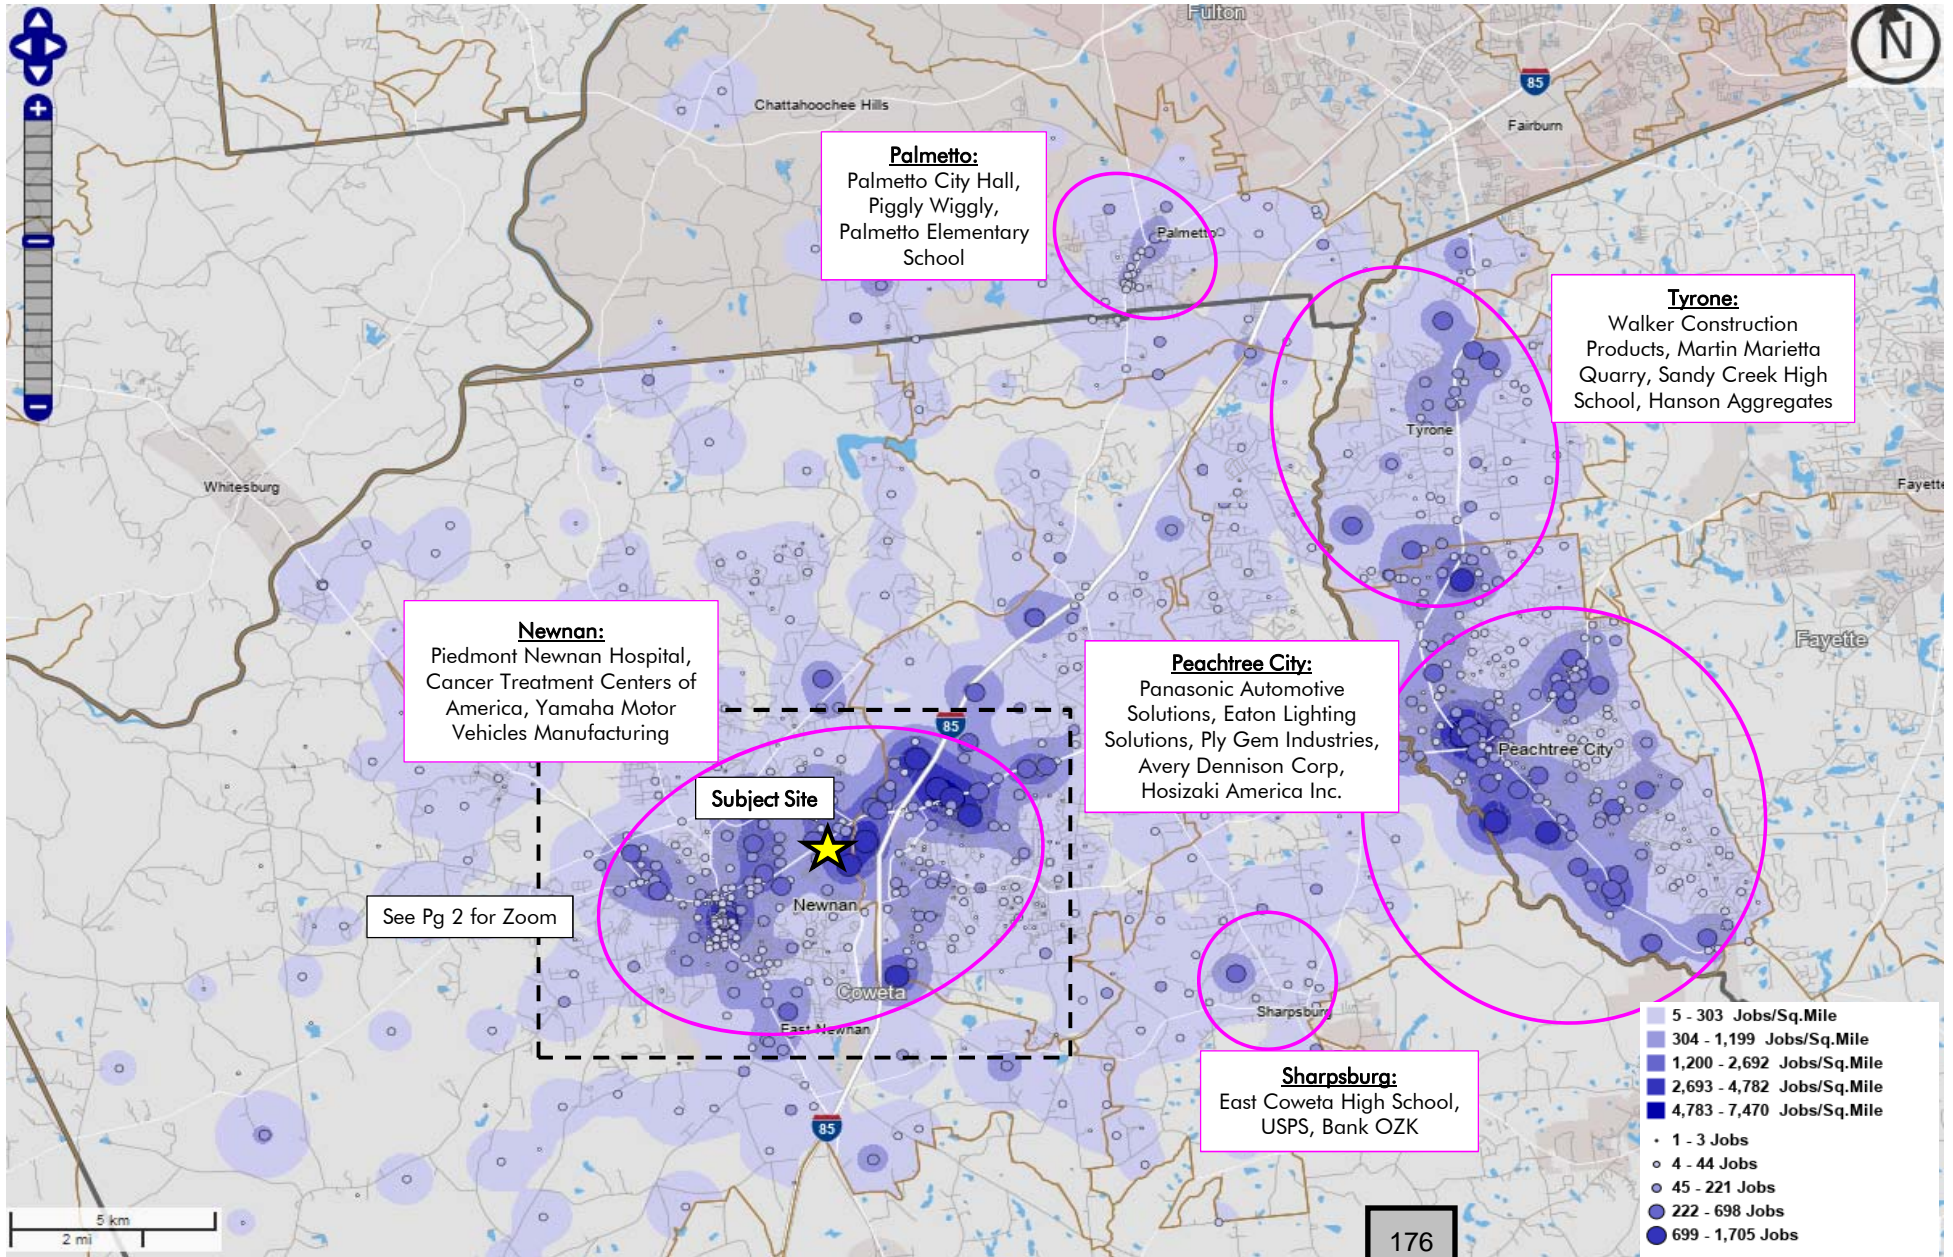 Fulton
N
85
Chattahoochee Hills
Fairburn
Palmetto:
Palmetto City Hall,
Piggly Wiggly,
Palmetto Elementary
School
Palmetto
Tyrone:
Walker Construction
Products, Martin Marietta
Quarry, Sandy Creek High
School, Hanson Aggregates
Tyrone
Whitesburg
Fayette
Newnan:
Piedmont Newnan Hospital,
Cancer Treatment Centers of
America, Yamaha Motor
Vehicles Manufacturing
Fayette
Peachtree City:
Panasonic Automotive
Solutions, Eaton Lighting
Solutions, Ply Gem Industries,
Avery Dennison Corp,
Hosizaki America Inc.
85
Peachtree City
Subject Site
See Pg 2 for Zoom
Newnan
Coweta
Sharpsburg
East Newnan
Sharpsburg:
East Coweta High School,
USPS, Bank OZK
85
5 - 303 Jobs/Sq.Mile
304 - 1,199 Jobs/Sq.Mile
1,200 - 2,692 Jobs/Sq.Mile
2,693 - 4,782 Jobs/Sq.Mile
4,783 - 7,470 Jobs/Sq.Mile
1 - 3 Jobs
4 - 44 Jobs
45 - 221 Jobs
222 - 698 Jobs
699 - 1,705 Jobs
5 km
2 mi
176